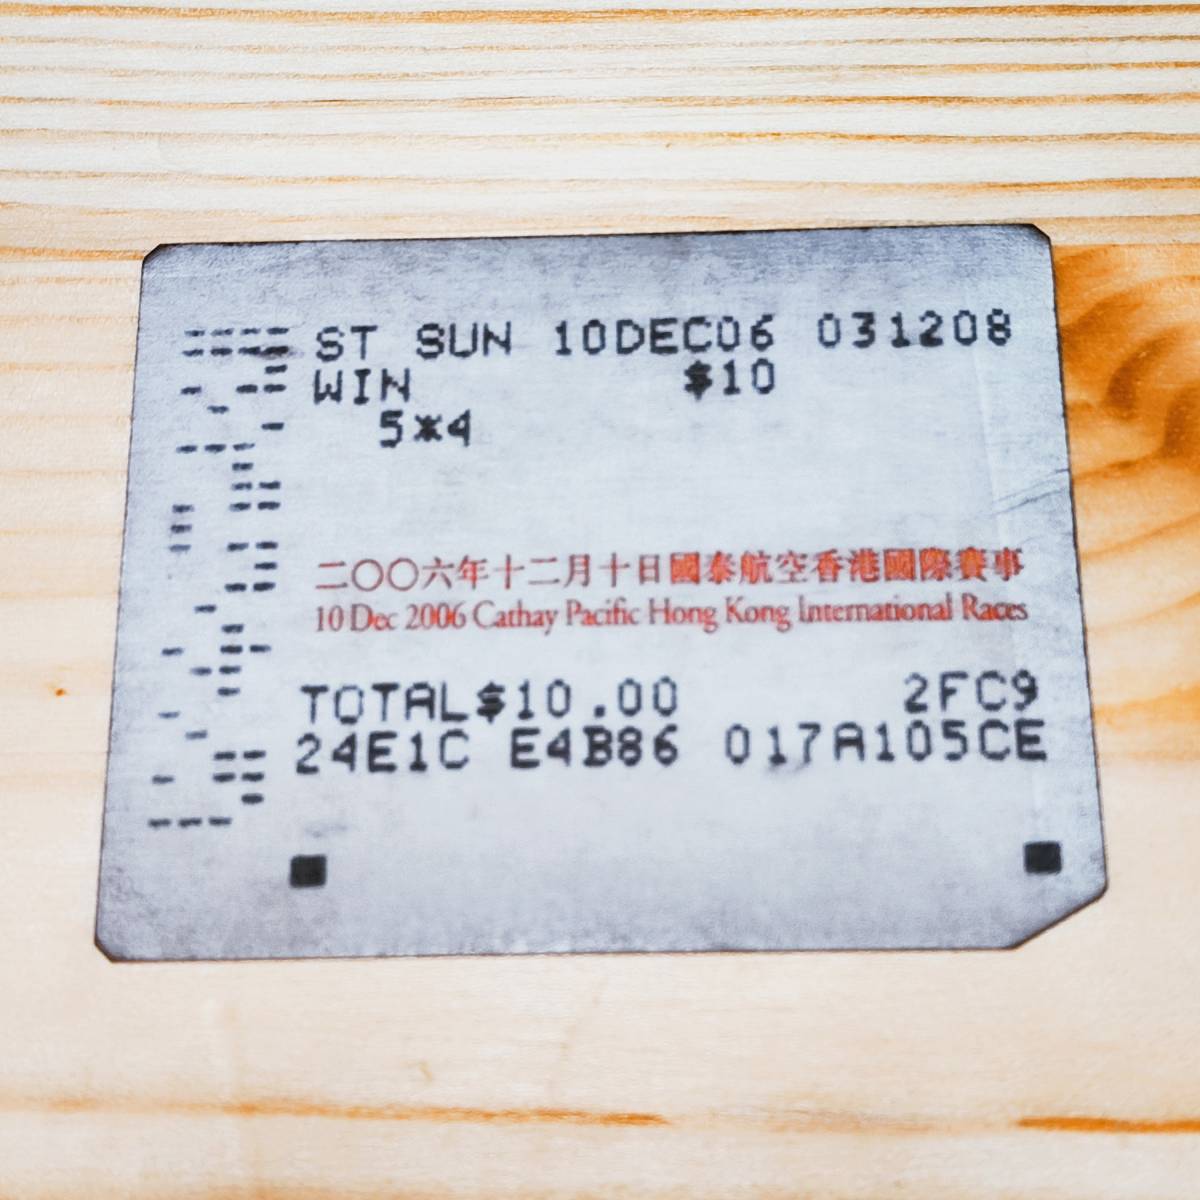 ST SUN 10DEC06 031208
WIN $10
5*4
二〇〇六年十二月十日國泰航空香港國際賽事
10 Dec 2006 Cathay Pacific Hong Kong International Races
TOTAL$10.00 2FC9
24E1C E4B86 017A105CE